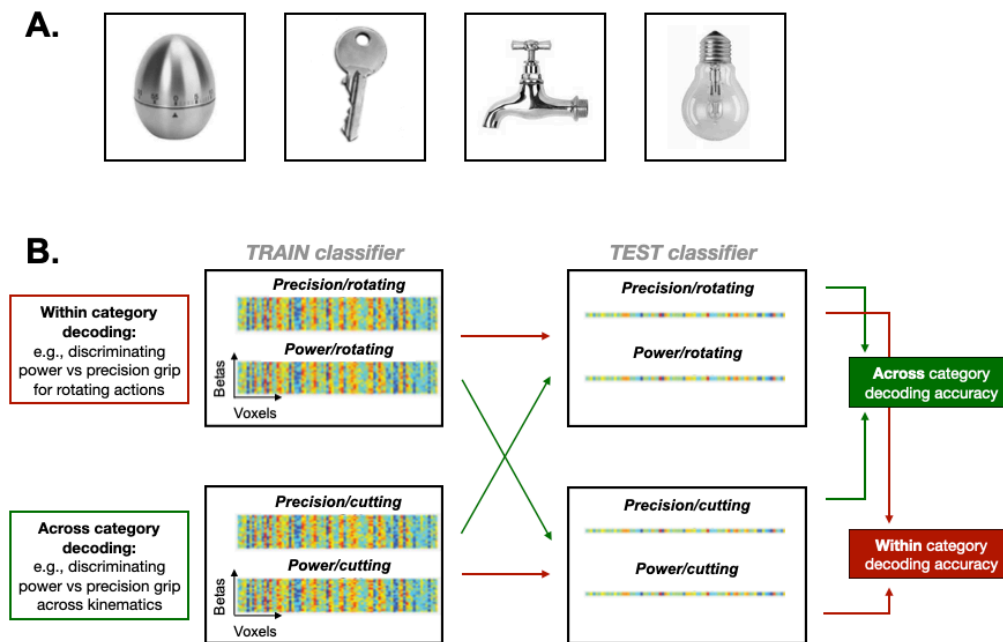 A.
B.
TRAIN classifier
TEST classifier
Within category
decoding:
e.g., discriminating
power vs precision grip
for rotating actions
Precision/rotating
Power/rotating
Betas
Voxels
Precision/rotating
Power/rotating
Across category
decoding accuracy
Across category
decoding:
e.g., discriminating
power vs precision grip
across kinematics
Precision/cutting
Power/cutting
Betas
Voxels
Precision/cutting
Power/cutting
Within category
decoding accuracy